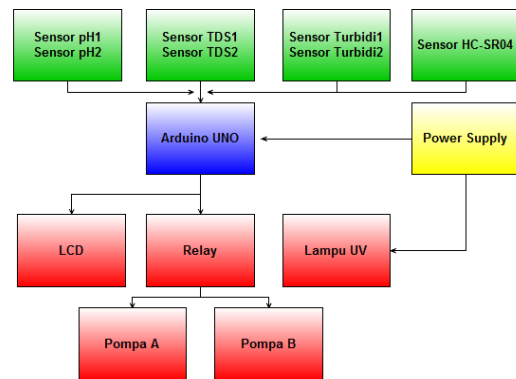 Sensor pH1
Sensor pH2
Sensor TDS1
Sensor TDS2
Sensor Turbidi1
Sensor Turbidi2
Sensor HC-SR04
Arduino UNO
Power Supply
LCD
Relay
Lampu UV
Pompa A
Pompa B